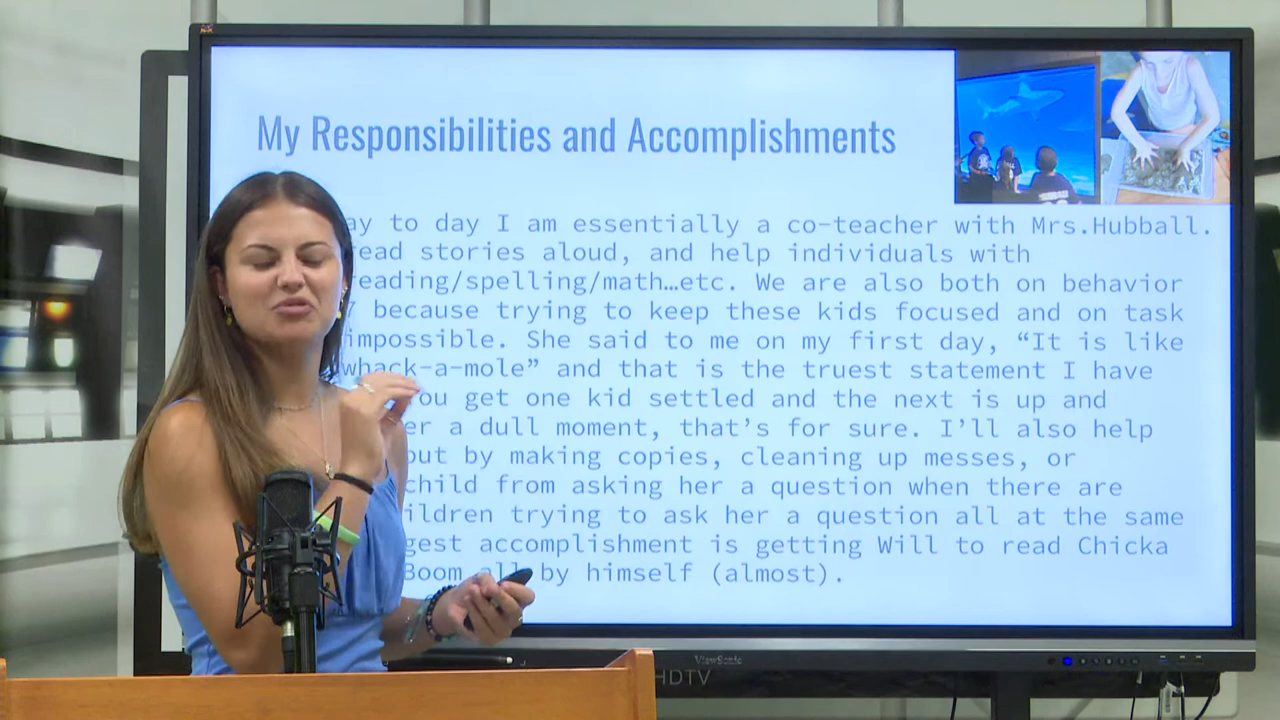 My Responsibilities and Accomplishments
ay to day I am essentially a co-teacher with Mrs.Hubball.
read stories aloud, and help individuals with
eading/spelling/math…etc. We are also both on behavior
7 because trying to keep these kids focused and on task
impossible. She said to me on my first day, “It is like
whack-a-mole” and that is the truest statement I have
ou get one kid settled and the next is up and
er a dull moment, that’s for sure. I’ll also help
out by making copies, cleaning up messes, or
child from asking her a question when there are
ildren trying to ask her a question all at the same
gest accomplishment is getting Will to read Chicka
Boom all by himself (almost).
ViewSonic
HDTV